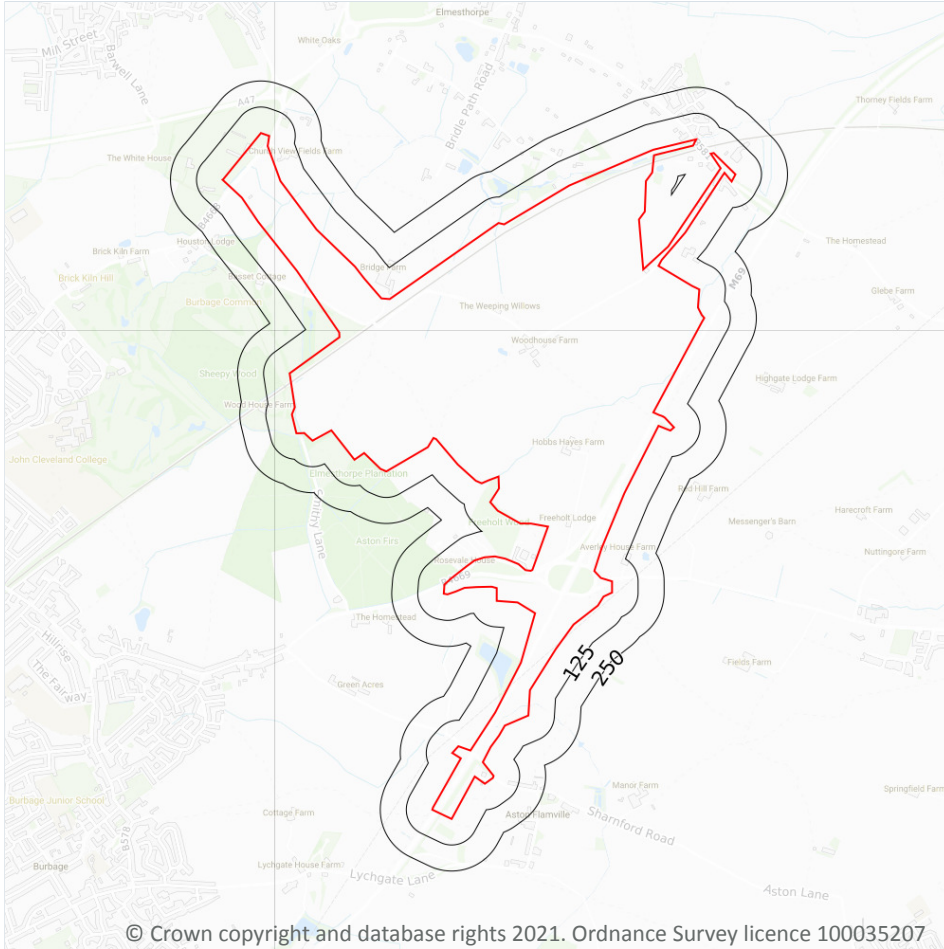 Elmesthorpe
Mill Street
White Oaks
Barwell Lane
A47
Bridle Path Road
Thorney Fields Farm
The White House
Church View Fields Farm
B4668
Houston Lodge
Brick Kiln Farm
The Homestead
Bridge Farm
Basset Cottage
Brick Kiln Hill
M69
Glebe Farm
Burbage Common
The Weeping Willows
Woodhouse Farm
Sheepy Wood
Highgate Lodge Farm
Wood House Farm
Hobbs Hayes Farm
John Cleveland College
Elmesthorpe Plantation
Red Hill Farm
Smithy Lane
Freeholt Wood
Freeholt Lodge
Messenger's Barn
Harecroft Farm
Aston Firs
Averley House Farm
Nuttingore Farm
Rosevale House
B4669
The Homestead
Hillrise
The Fairway
125
250
Fields Farm
Green Acres
Manor Farm
Springfield Farm
Burbage Junior School
Cottage Farm
Aston Flamville
Sharnford Road
B578
Burbage
Lychgate House Farm
Lychgate Lane
Aston Lane
© Crown copyright and database rights 2021. Ordnance Survey licence 100035207